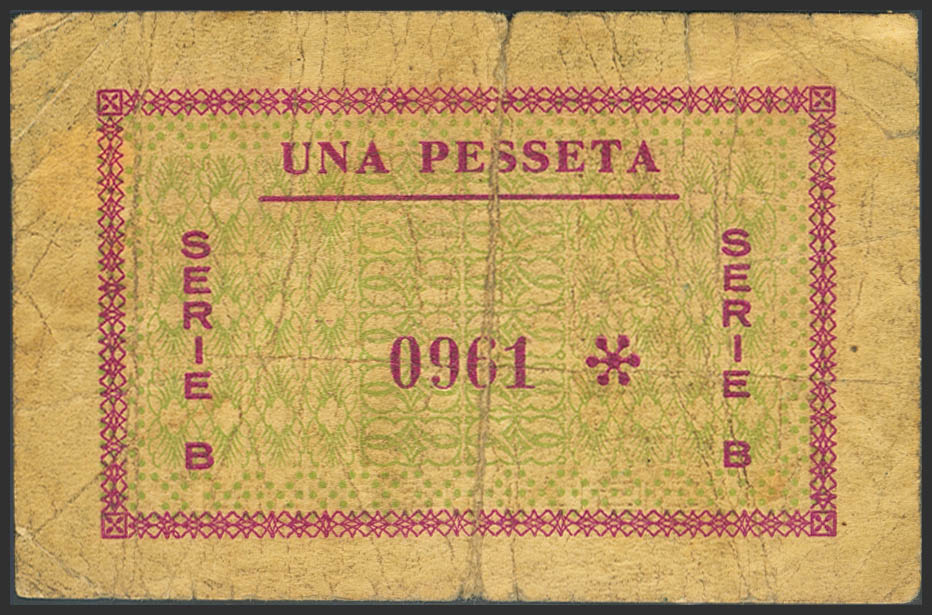 UNA PESSETA
SERIE B
0961 *
SERIE B